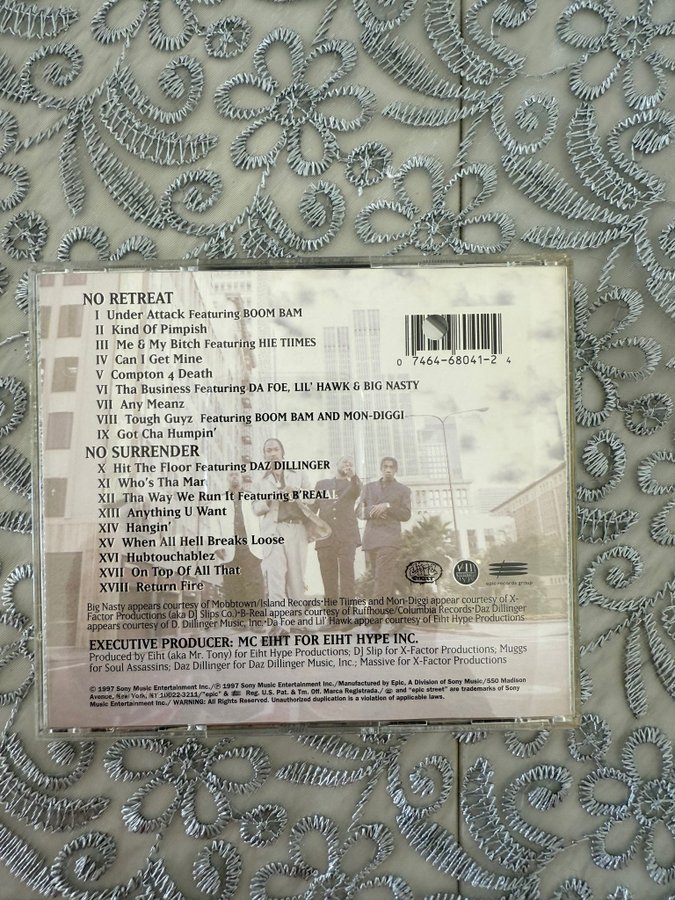 NO RETREAT
I Under Attack Featuring BOOM BAM
II Kind Of Pimpish
III Me & My Bitch Featuring HIE TIIMES
IV Can I Get Mine
V Compton 4 Death
VI Tha Business Featuring DA FOE, LIL' HAWK & BIG NASTY
VII Any Meanz
VIII Tough Guyz Featuring BOOM BAM AND MON-DIGGI
IX Got Cha Humpin'
0 7464-68041-2 4
NO SURRENDER
X Hit The Floor Featuring DAZ DILLINGER
XI Who's Tha Man
XII Tha Way We Run It Featuring B'REAL
XIII Anything U Want
XIV Hangin'
XV When All Hell Breaks Loose
XVI Hubtouchablez
XVII On Top Of All That
XVIII Return Fire
epic records group
Big Nasty appears courtesy of Mobbtown/Island Records•Hie Tiimes and Mon-Diggi appear courtesy of X-
Factor Productions (aka DJ Slips Co.)•B-Real appears courtesy of Ruffhouse/Columbia Records•Daz Dillinger
appears courtesy of D. Dillinger Music, Inc.•Da Foe and Lil' Hawk appear courtesy of Eiht Hype Productions
EXECUTIVE PRODUCER: MC EIHT FOR EIHT HYPE INC.
Produced by Eiht (aka Mr. Tony) for Eiht Hype Productions; DJ Slip for X-Factor Productions; Muggs
for Soul Assassins; Daz Dillinger for Daz Dillinger Music, Inc.; Massive for X-Factor Productions
© 1997 Sony Music Entertainment Inc./℗ 1997 Sony Music Entertainment Inc./Manufactured by Epic, A Division of Sony Music/550 Madison
Avenue, New York, NY 10022-3211/"epic" & Reg. U.S. Pat. & Tm. Off. Marca Registrada./ and "epic street" are trademarks of Sony
Music Entertainment Inc./ WARNING: All Rights Reserved. Unauthorized duplication is a violation of applicable laws.